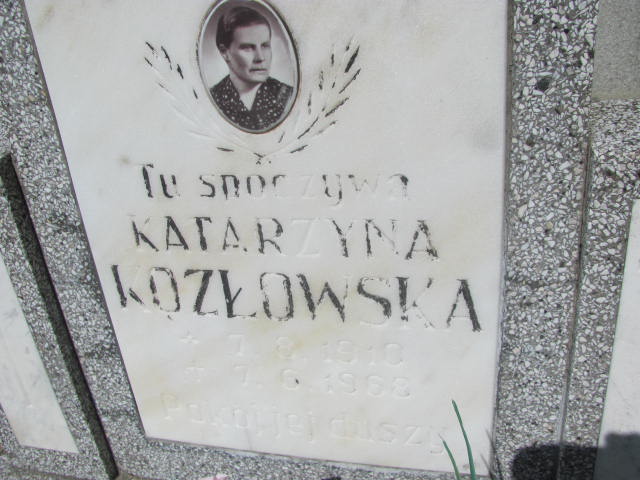 Tu spoczywa
KATARZYNA
KOZŁOWSKA
* 7. 8. 1910
7. 6. 1968
Pokój jej duszy